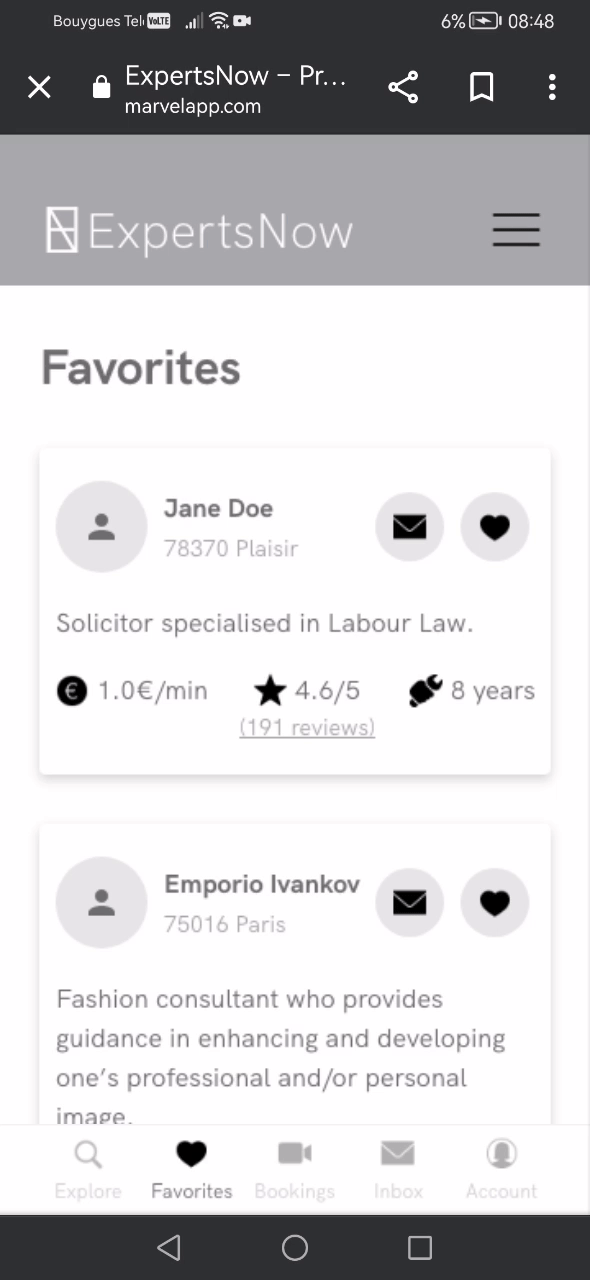 Bouygues Tel VoLTE 6% 08:48
ExpertsNow – Pr...
marvelapp.com
ExpertsNow
Favorites
Jane Doe
78370 Plaisir
Solicitor specialised in Labour Law.
€ 1.0€/min 4.6/5 8 years
(191 reviews)
Emporio Ivankov
75016 Paris
Fashion consultant who provides
guidance in enhancing and developing
one’s professional and/or personal
image.
Explore Favorites Bookings Inbox Account